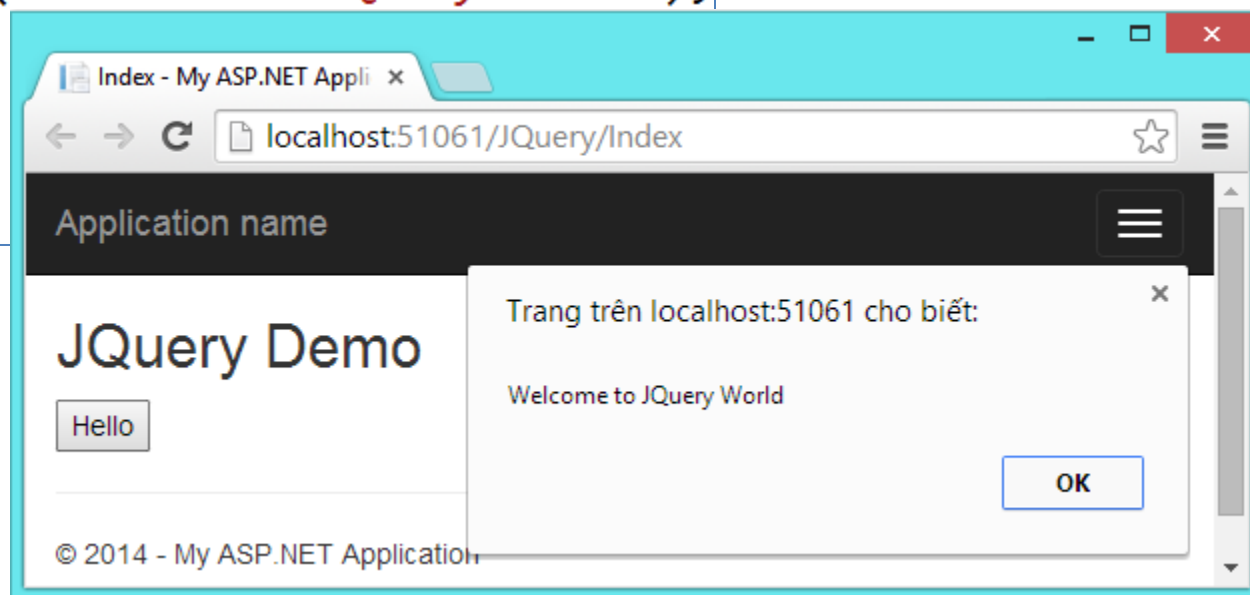 Index - My ASP.NET Appli
localhost:51061/JQuery/Index
Application name
Trang trên localhost:51061 cho biết:
JQuery Demo
Welcome to JQuery World
Hello
OK
© 2014 - My ASP.NET Application